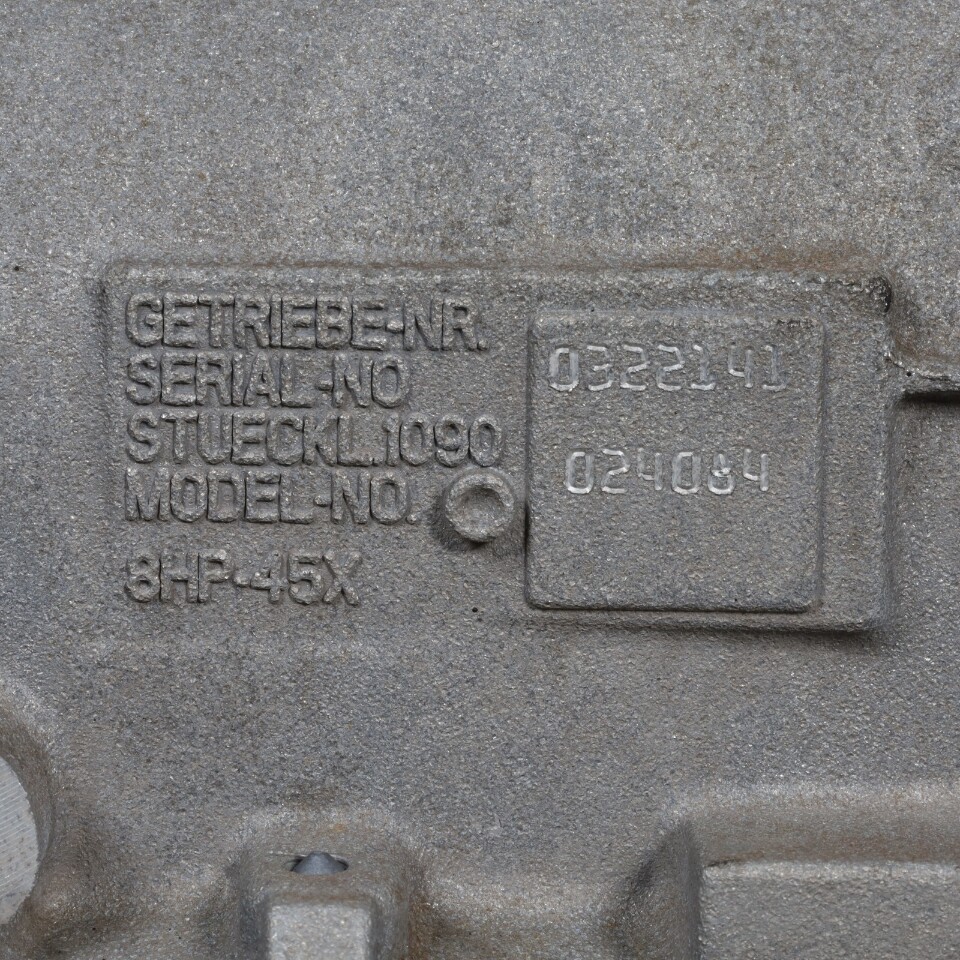 GETRIEBE-NR.
SERIAL-NO
STUECKL.1090
MODEL-NO.
8HP-45X
0322141
024084